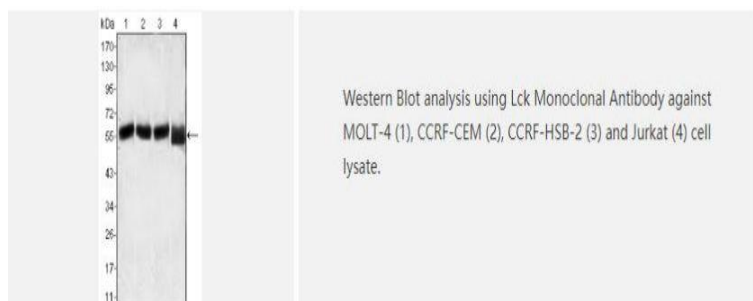 kDa 1 2 3 4
170-
130-
95-
72-
55-
43-
34-
26-
17-
11-
Western Blot analysis using Lck Monoclonal Antibody against
MOLT-4 (1), CCRF-CEM (2), CCRF-HSB-2 (3) and Jurkat (4) cell
lysate.